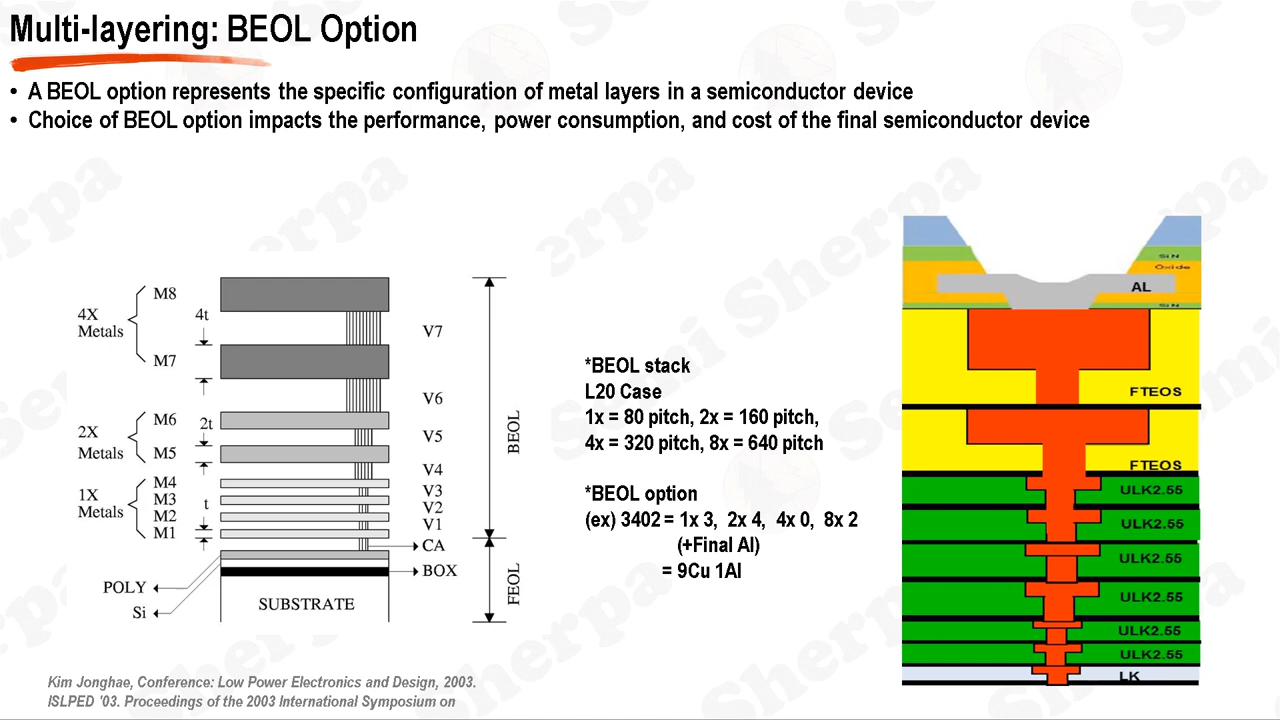 Multi-layering: BEOL Option
• A BEOL option represents the specific configuration of metal layers in a semiconductor device
• Choice of BEOL option impacts the performance, power consumption, and cost of the final semiconductor device
4X
Metals
M8
M7
4t
V7
V6
2X
Metals
M6
M5
2t
V5
V4
1X
Metals
M4
M3
M2
M1
t
V3
V2
V1
CA
BOX
POLY
Si
SUBSTRATE
BEOL
FEOL
*BEOL stack
L20 Case
1x = 80 pitch, 2x = 160 pitch,
4x = 320 pitch, 8x = 640 pitch
*BEOL option
(ex) 3402 = 1x 3, 2x 4, 4x 0, 8x 2
(+Final Al)
= 9Cu 1Al
SiN
Oxide
AL
SiN
FTEOS
FTEOS
ULK2.55
ULK2.55
ULK2.55
ULK2.55
ULK2.55
ULK2.55
LK
Kim Jonghae, Conference: Low Power Electronics and Design, 2003.
ISLPED '03. Proceedings of the 2003 International Symposium on
Semi Sherpa